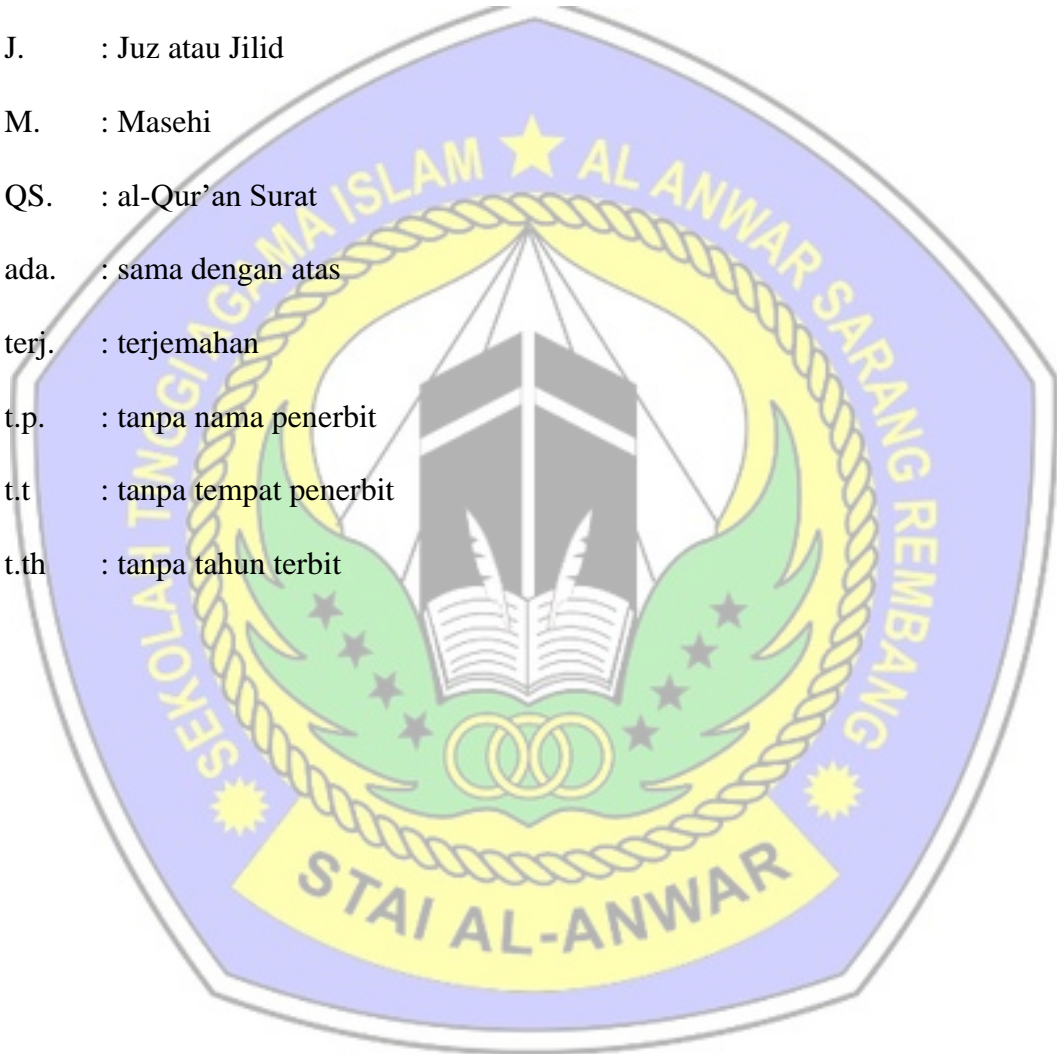 J. : Juz atau Jilid
M. : Masehi
QS. : al-Qur’an Surat
ada. : sama dengan atas
terj. : terjemahan
t.p. : tanpa nama penerbit
t.t : tanpa tempat penerbit
t.th : tanpa tahun terbit
SEKOLAH TINGGI AGAMA ISLAM AL ANWAR SARANG REMBANG
STAI AL-ANWAR